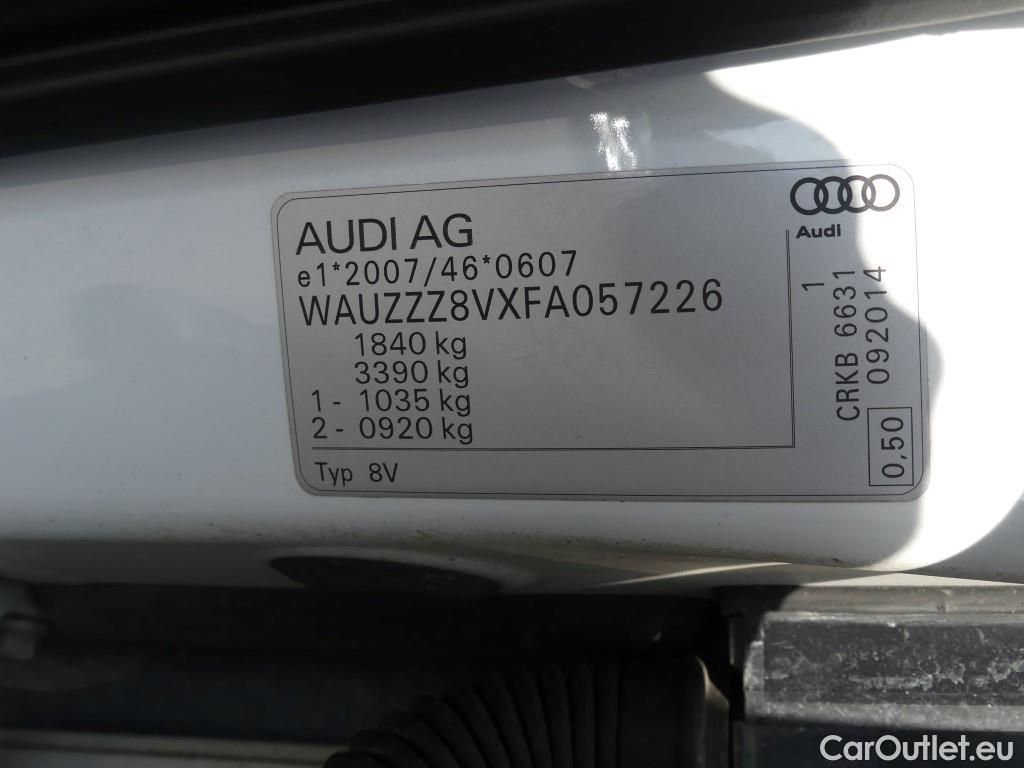 AUDI AG
e1*2007/46*0607
WAUZZZ8VXFA057226
1840 kg
3390 kg
1 - 1035 kg
2 - 0920 kg
Typ 8V
Audi
1
CRKB 6631
092014
0,50
CarOutlet.eu